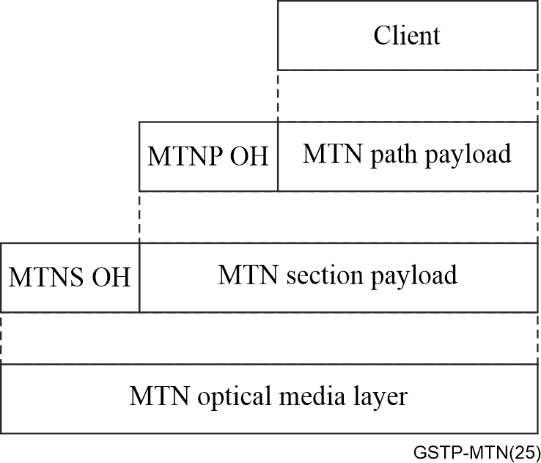 Client
MTNP OH MTN path payload
MTNS OH MTN section payload
MTN optical media layer
GSTP-MTN(25)